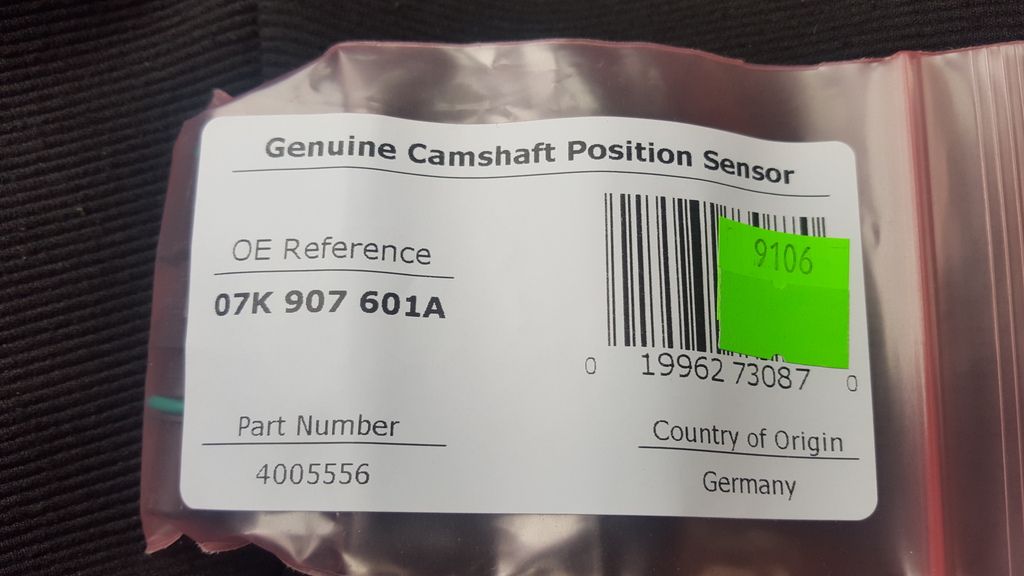 Genuine Camshaft Position Sensor
OE Reference
07K 907 601A
9106
0 19962 73087 0
Part Number
4005556
Country of Origin
Germany